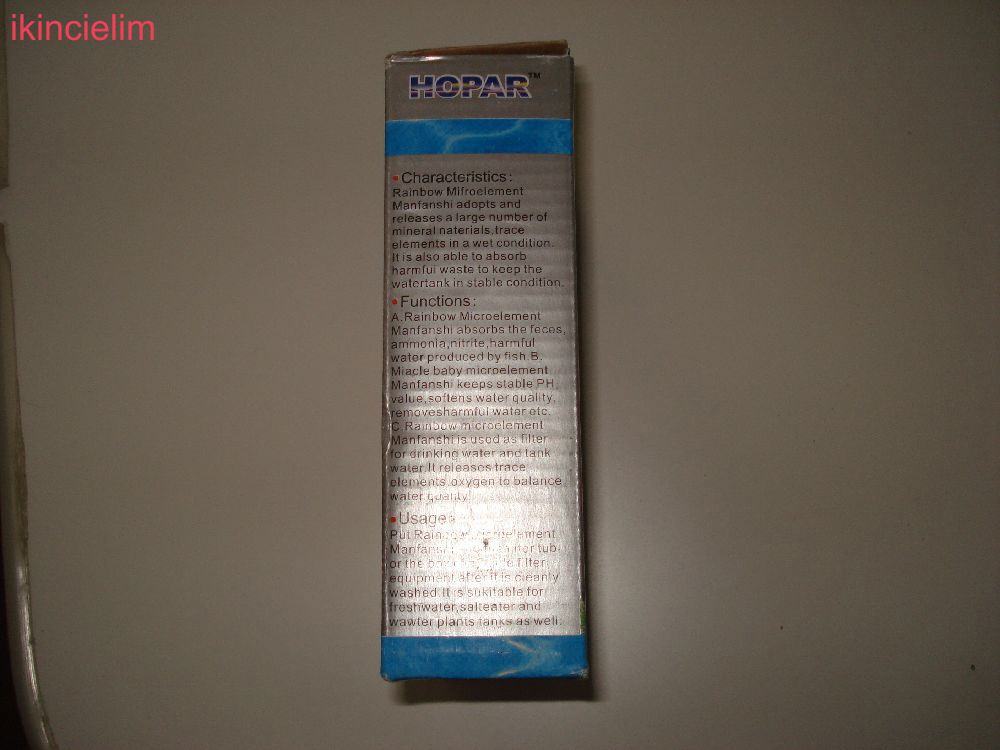 ikincielim
HOPAR™
•Characteristics:
Rainbow Mifroelement
Manfanshi adopts and
releases a large number of
mineral naterials,trace
elements in a wet condition.
It is also able to absorb
harmful waste to keep the
watertank in stable condition.
•Functions:
A.Rainbow Microelement
Manfanshi absorbs the feces,
ammonia,nitrite,harmful
water produced by fish.B.
Miacle baby microelement
Manfanshi keeps stable PH
value,softens water quality,
removesharmful water etc.
C.Rainbow microelement
Manfanshi is used as filter
for drinking water and tank
water.It releases trace
elements.oxygen to balance
water quality.
•Usage:
Put
or the filter
equipment after it is cleanly
washed.It is sukitable for
freshwater,salteater and
wawter plants tanks as well.